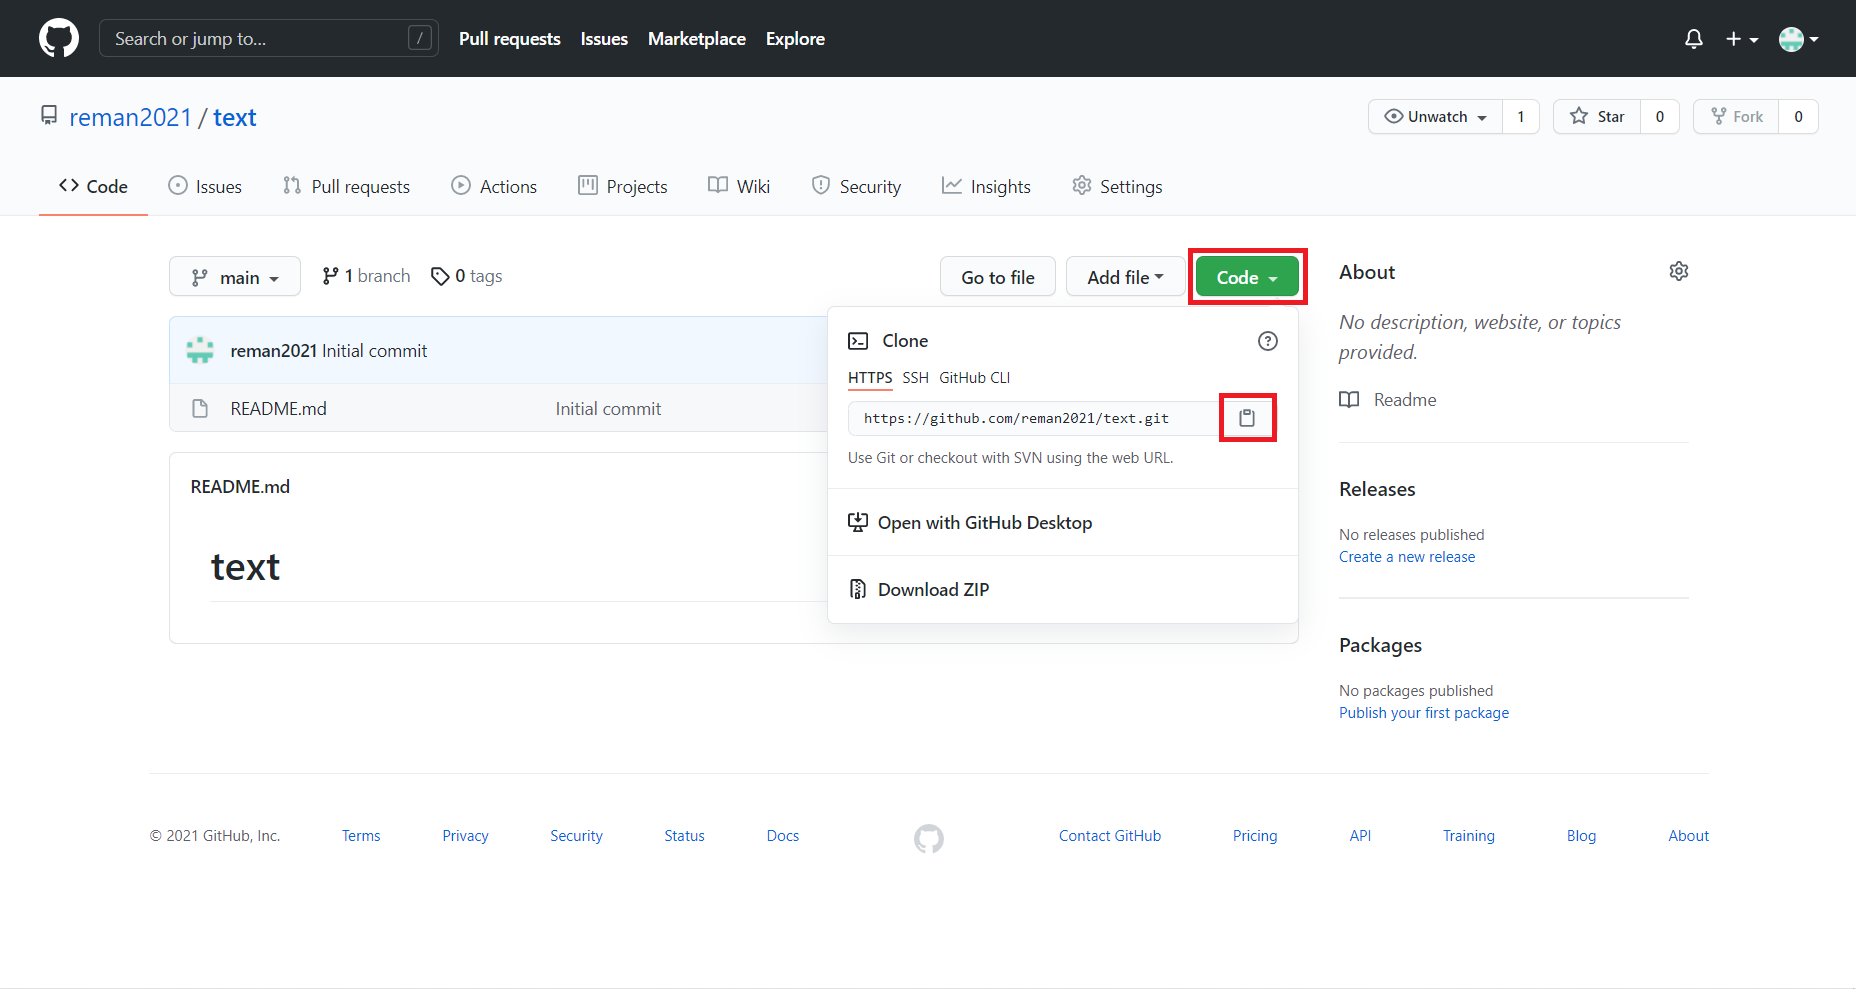 Search or jump to... /
Pull requests Issues Marketplace Explore
reman2021 / text
Unwatch 1 Star 0 Fork 0
Code Issues Pull requests Actions Projects Wiki Security Insights Settings
main 1 branch 0 tags
Go to file Add file Code
reman2021 Initial commit
README.md Initial commit
README.md
text
Clone
HTTPS SSH GitHub CLI
https://github.com/reman2021/text.git
Use Git or checkout with SVN using the web URL.
Open with GitHub Desktop
Download ZIP
About
No description, website, or topics
provided.
Readme
Releases
No releases published
Create a new release
Packages
No packages published
Publish your first package
© 2021 GitHub, Inc. Terms Privacy Security Status Docs Contact GitHub Pricing API Training Blog About